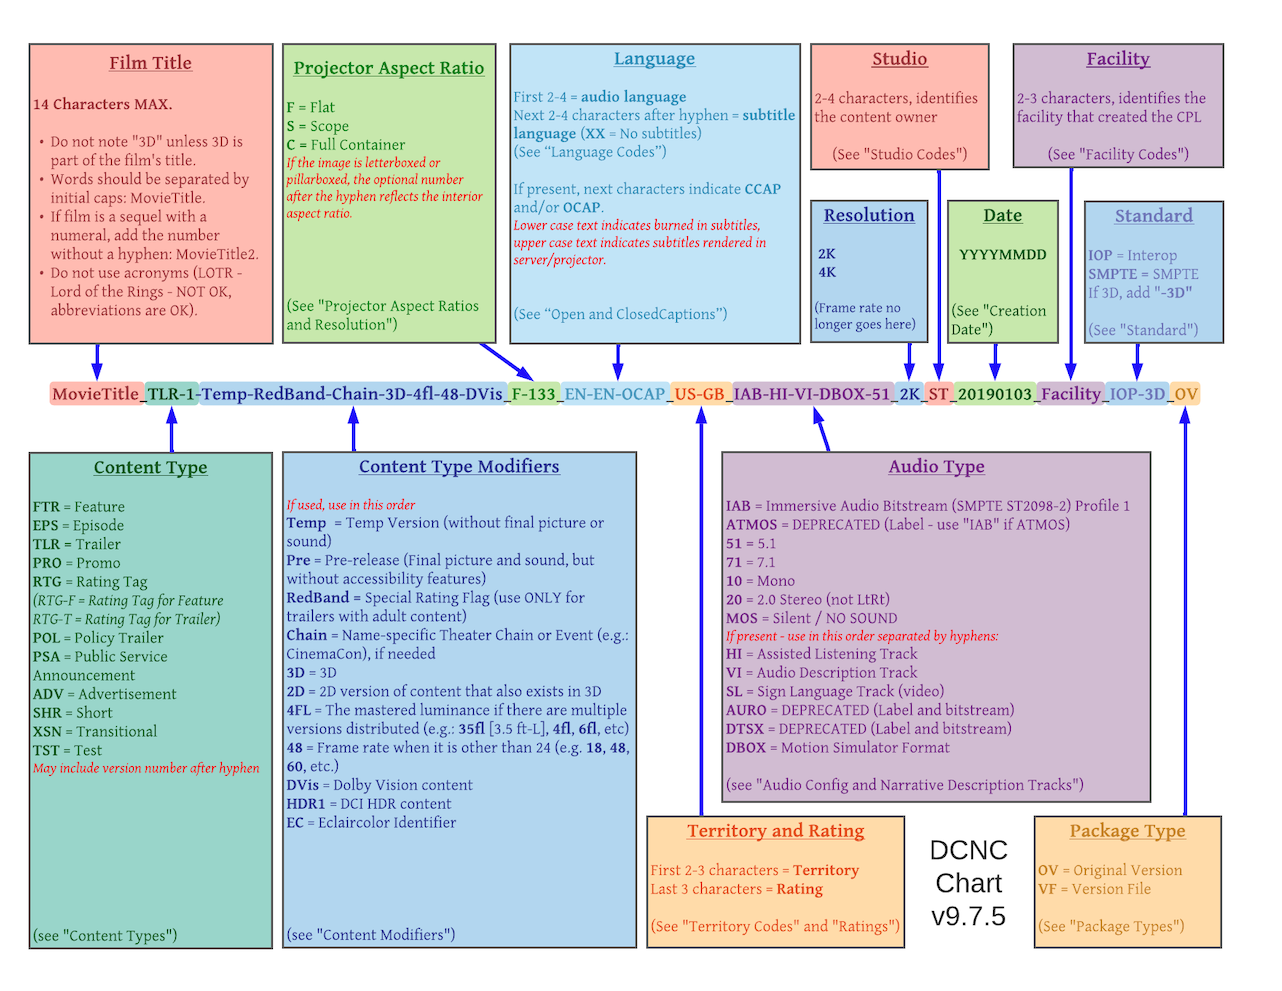 Film Title
14 Characters MAX.
• Do not note "3D" unless 3D is
part of the film's title.
• Words should be separated by
initial caps: MovieTitle.
• If film is a sequel with a
numeral, add the number
without a hyphen: MovieTitle2.
• Do not use acronyms (LOTR -
Lord of the Rings - NOT OK,
abbreviations are OK).
Projector Aspect Ratio
F = Flat
S = Scope
C = Full Container
If the image is letterboxed or
pillarboxed, the optional number
after the hyphen reflects the interior
aspect ratio.
(See "Projector Aspect Ratios
and Resolution")
Language
First 2-4 = audio language
Next 2-4 characters after hyphen = subtitle
language (XX = No subtitles)
(See “Language Codes”)
If present, next characters indicate CCAP
and/or OCAP.
Lower case text indicates burned in subtitles,
upper case text indicates subtitles rendered in
server/projector.
(See “Open and ClosedCaptions”)
Studio
2-4 characters, identifies
the content owner
(See "Studio Codes")
Facility
2-3 characters, identifies the
facility that created the CPL
(See "Facility Codes")
Resolution
2K
4K
(Frame rate no
longer goes here)
Date
YYYYMMDD
(See "Creation
Date")
Standard
IOP = Interop
SMPTE = SMPTE
If 3D, add "-3D"
(See "Standard")
MovieTitle_TLR-1-Temp-RedBand-Chain-3D-4fl-48-DVis_F-133_EN-EN-OCAP_US-GB_IAB-HI-VI-DBOX-51_2K_ST_20190103_Facility_IOP-3D_OV
Content Type
FTR = Feature
EPS = Episode
TLR = Trailer
PRO = Promo
RTG = Rating Tag
(RTG-F = Rating Tag for Feature
RTG-T = Rating Tag for Trailer)
POL = Policy Trailer
PSA = Public Service
Announcement
ADV = Advertisement
SHR = Short
XSN = Transitional
TST = Test
May include version number after hyphen
(see "Content Types")
Content Type Modifiers
If used, use in this order
Temp = Temp Version (without final picture or
sound)
Pre = Pre-release (Final picture and sound, but
without accessibility features)
RedBand = Special Rating Flag (use ONLY for
trailers with adult content)
Chain = Name-specific Theater Chain or Event (e.g.:
CinemaCon), if needed
3D = 3D
2D = 2D version of content that also exists in 3D
4FL = The mastered luminance if there are multiple
versions distributed (e.g.: 35fl [3.5 ft-L], 4fl, 6fl, etc)
48 = Frame rate when it is other than 24 (e.g. 18, 48,
60, etc.)
DVis = Dolby Vision content
HDR1 = DCI HDR content
EC = Eclaircolor Identifier
(see "Content Modifiers")
Audio Type
IAB = Immersive Audio Bitstream (SMPTE ST2098-2) Profile 1
ATMOS = DEPRECATED (Label - use "IAB" if ATMOS)
51 = 5.1
71 = 7.1
10 = Mono
20 = 2.0 Stereo (not LtRt)
MOS = Silent / NO SOUND
If present - use in this order separated by hyphens:
HI = Assisted Listening Track
VI = Audio Description Track
SL = Sign Language Track (video)
AURO = DEPRECATED (Label and bitstream)
DTSX = DEPRECATED (Label and bitstream)
DBOX = Motion Simulator Format
(see "Audio Config and Narrative Description Tracks")
Territory and Rating
First 2-3 characters = Territory
Last 3 characters = Rating
(See "Territory Codes" and "Ratings")
DCNC
Chart
v9.7.5
Package Type
OV = Original Version
VF = Version File
(See "Package Types")